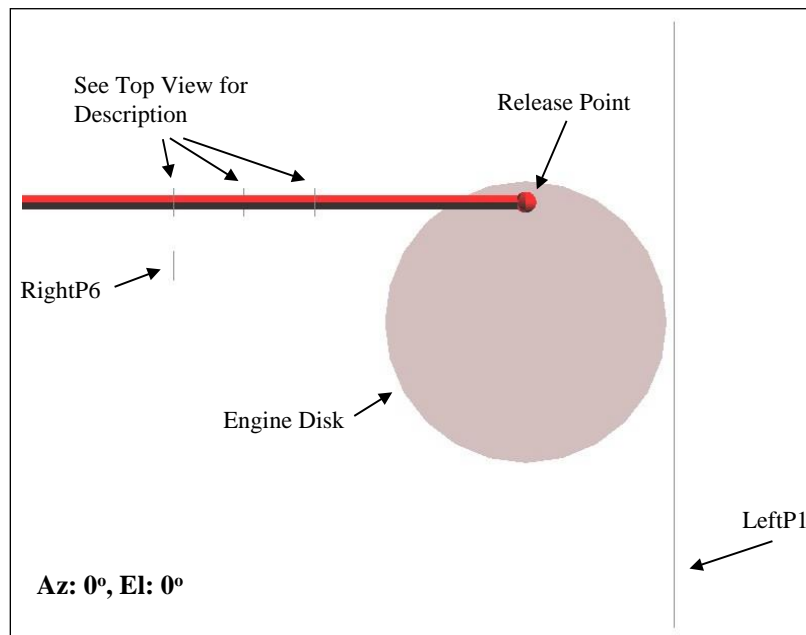 See Top View for
Description
Release Point
RightP6
Engine Disk
LeftP1
Az: 0º, El: 0º